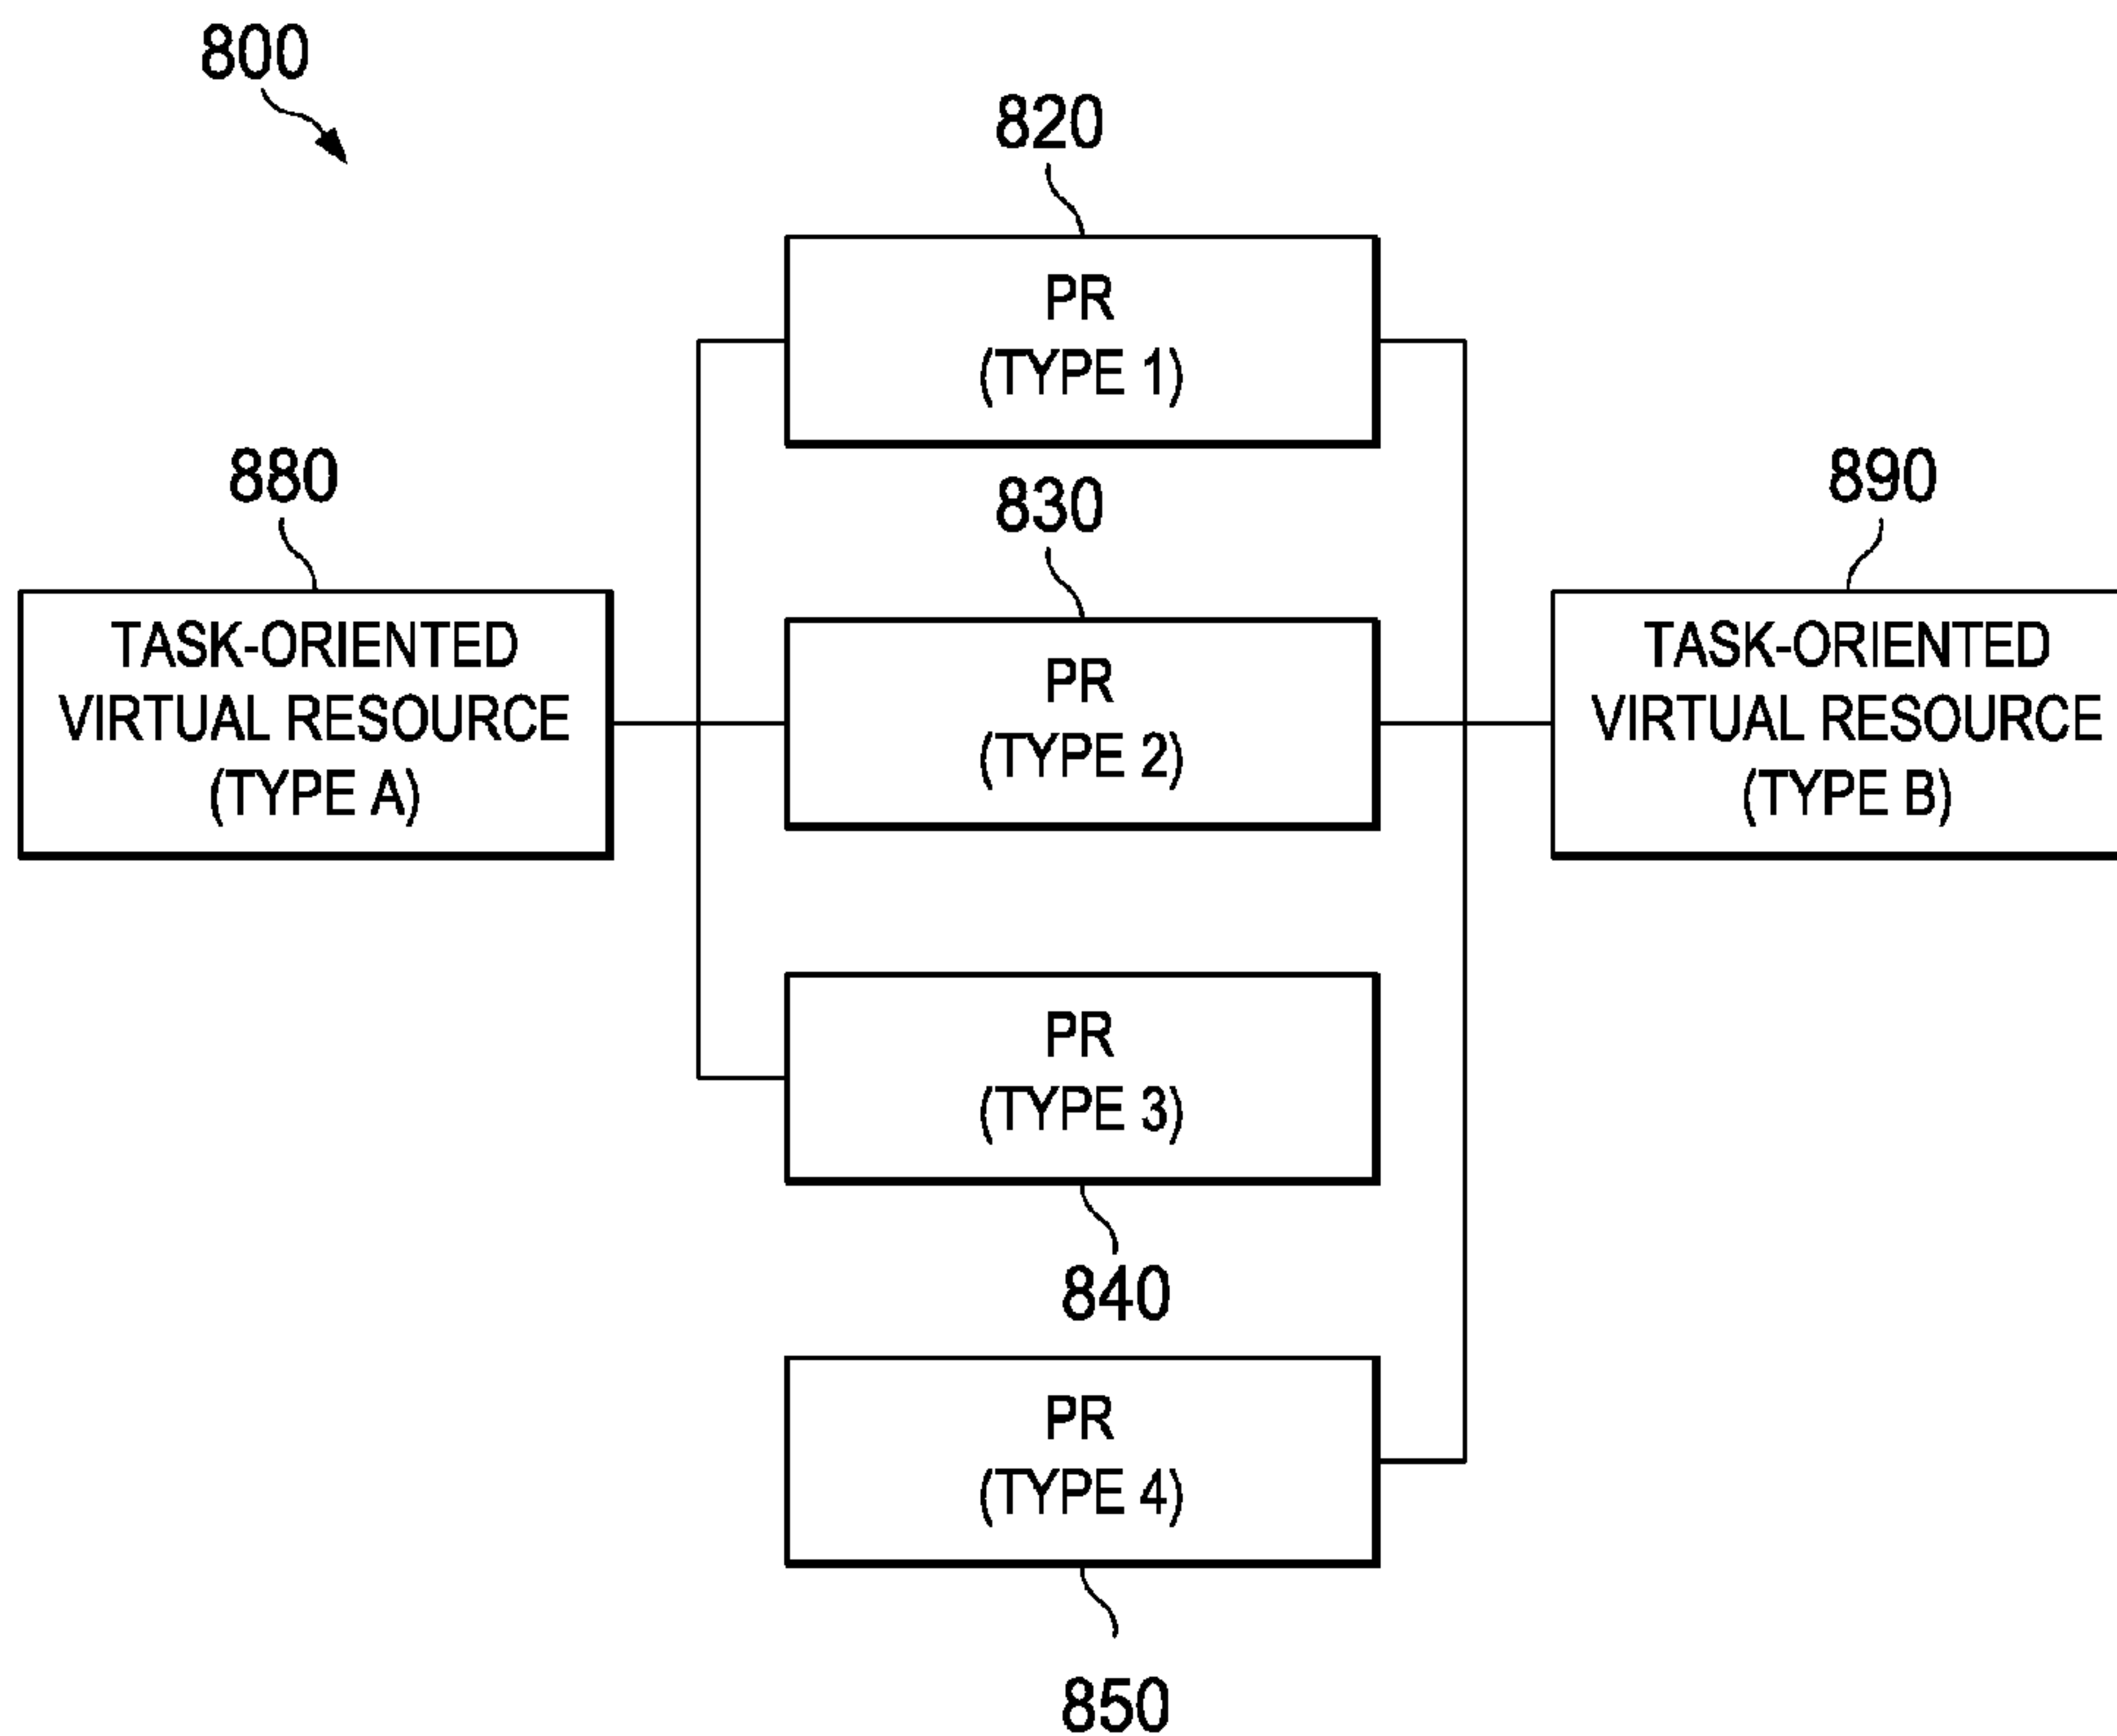 800
820
PR
(TYPE 1)
880
830
890
TASK-ORIENTED
VIRTUAL RESOURCE
(TYPE A)
PR
(TYPE 2)
TASK-ORIENTED
VIRTUAL RESOURCE
(TYPE B)
PR
(TYPE 3)
840
PR
(TYPE 4)
850